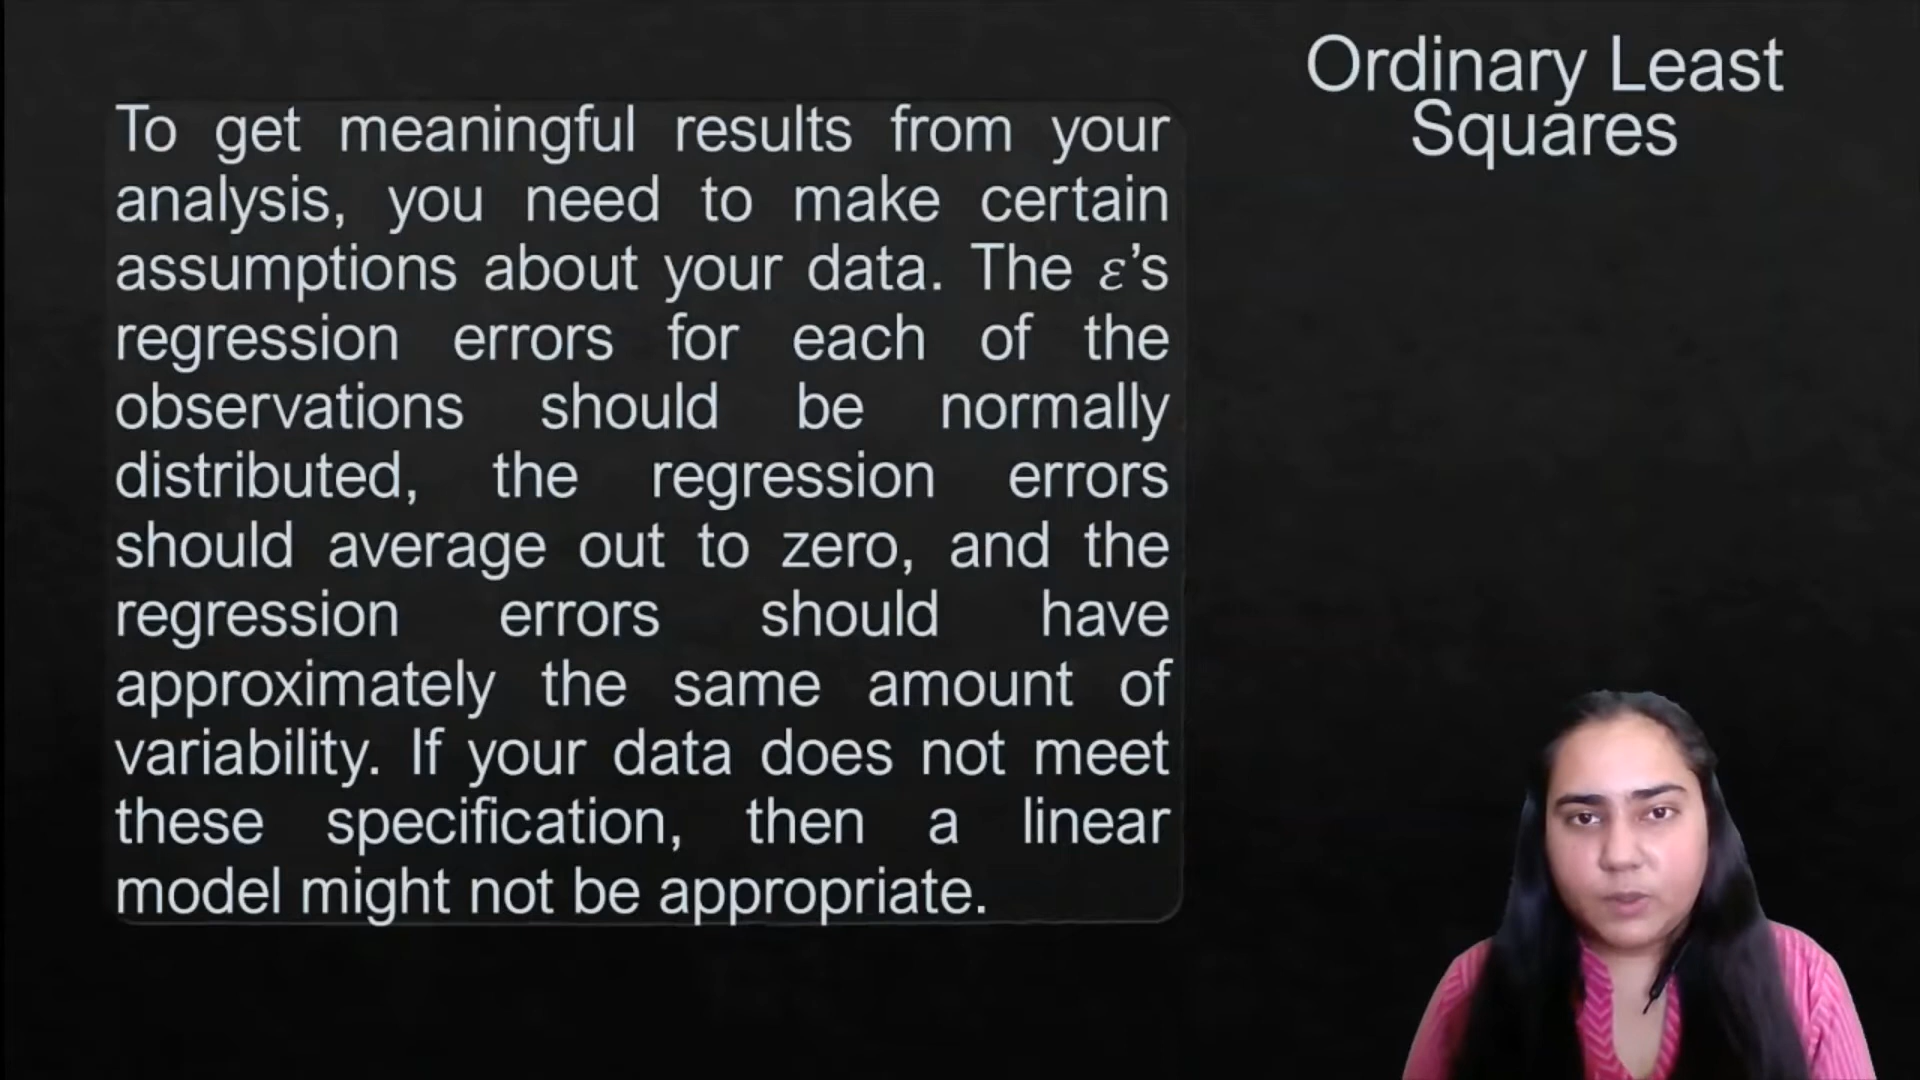 Ordinary Least
Squares
To get meaningful results from your
analysis, you need to make certain
assumptions about your data. The ε’s
regression errors for each of the
observations should be normally
distributed, the regression errors
should average out to zero, and the
regression errors should have
approximately the same amount of
variability. If your data does not meet
these specification, then a linear
model might not be appropriate.